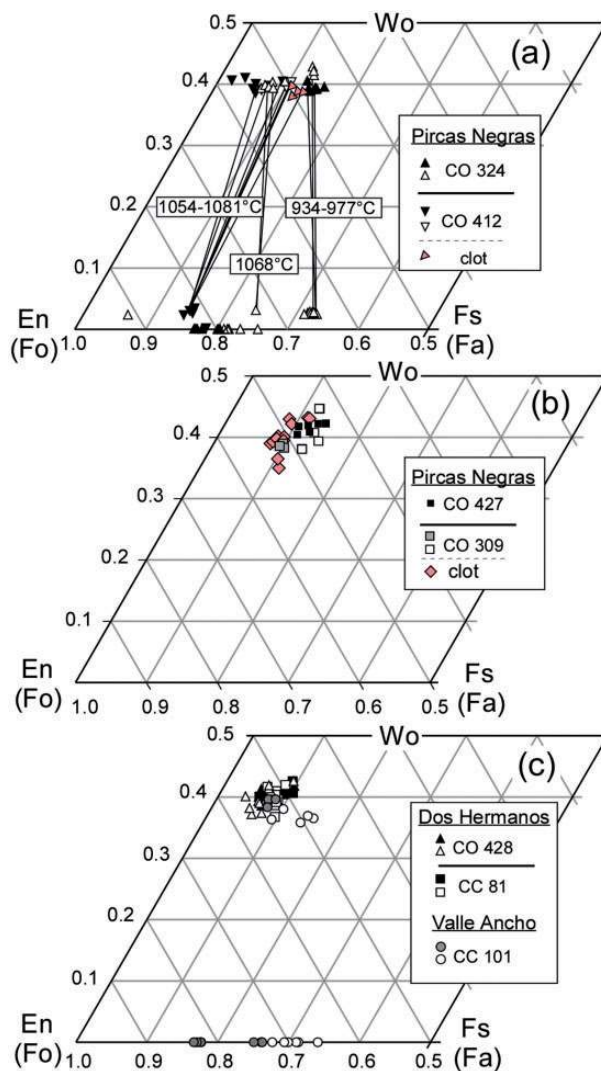 0.5
Wo
(a)
0.4
0.3
Pircas Negras
CO 324
0.2
1054-1081°C
934-977°C
CO 412
1068°C
clot
0.1
En
(Fo)
Fs
(Fa)
1.0
0.9
0.8
0.7
0.6
0.5
0.5
Wo
(b)
0.4
0.3
Pircas Negras
CO 427
CO 309
0.2
clot
0.1
En
(Fo)
Fs
(Fa)
1.0
0.9
0.8
0.7
0.6
0.5
0.5
Wo
(c)
0.4
Dos Hermanos
CO 428
0.3
CC 81
0.2
Valle Ancho
CC 101
0.1
En
(Fo)
Fs
(Fa)
1.0
0.9
0.8
0.7
0.6
0.5